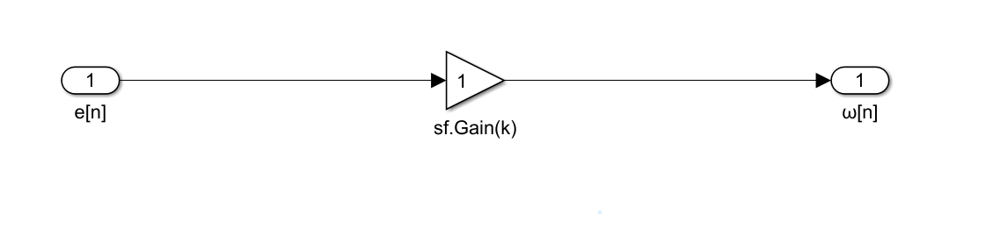 1
e[n]
1
sf.Gain(k)
1
ω[n]